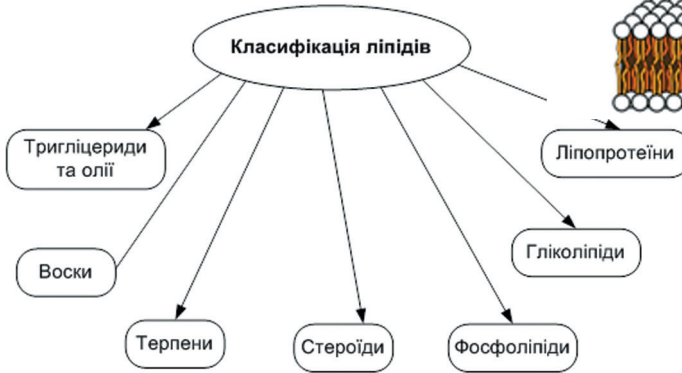 Класифікація ліпідів
Тригліцериди
та олії
Ліпопротеїни
Воски
Гліколіпіди
Терпени
Стероїди
Фосфоліпіди